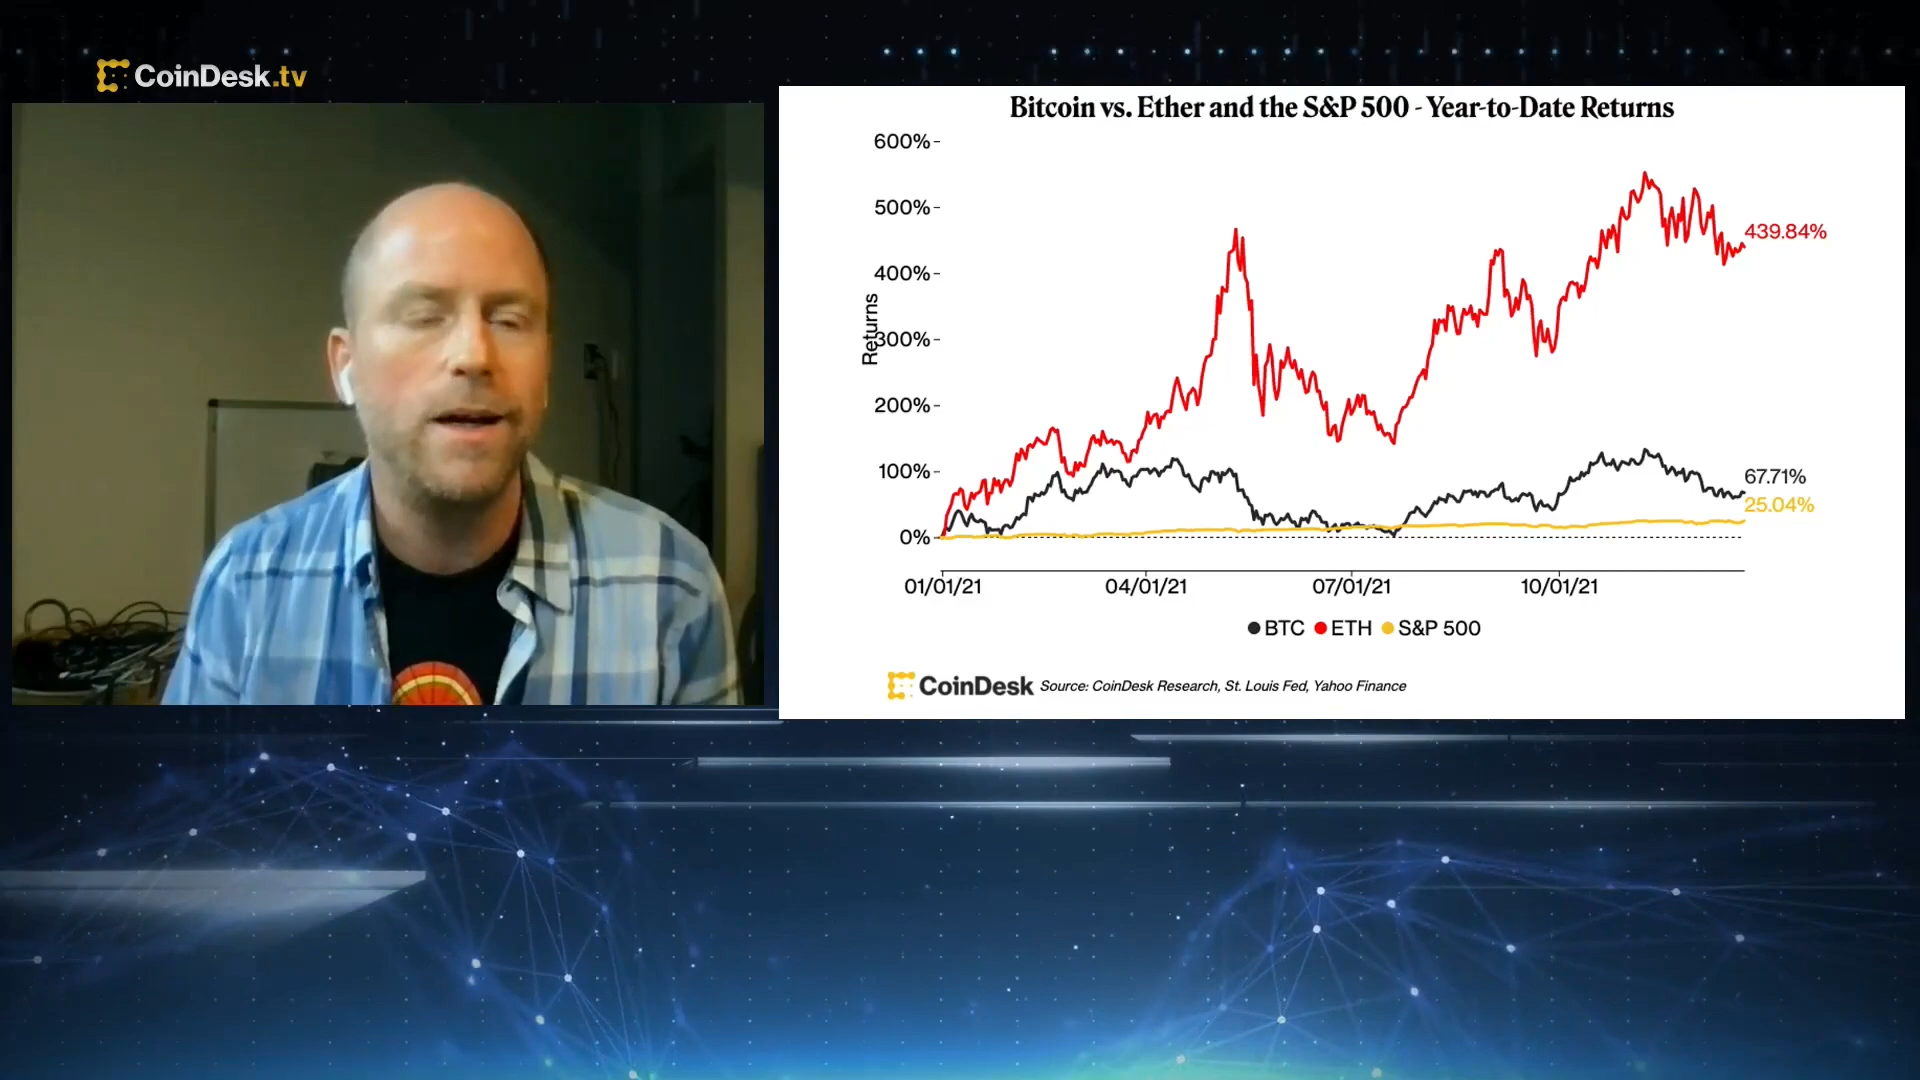 CoinDesk.tv
Bitcoin vs. Ether and the S&P 500 - Year-to-Date Returns
Returns
600%
500%
400%
300%
200%
100%
0%
439.84%
67.71%
25.04%
01/01/21 04/01/21 07/01/21 10/01/21
BTC ETH S&P 500
CoinDesk Source: CoinDesk Research, St. Louis Fed, Yahoo Finance